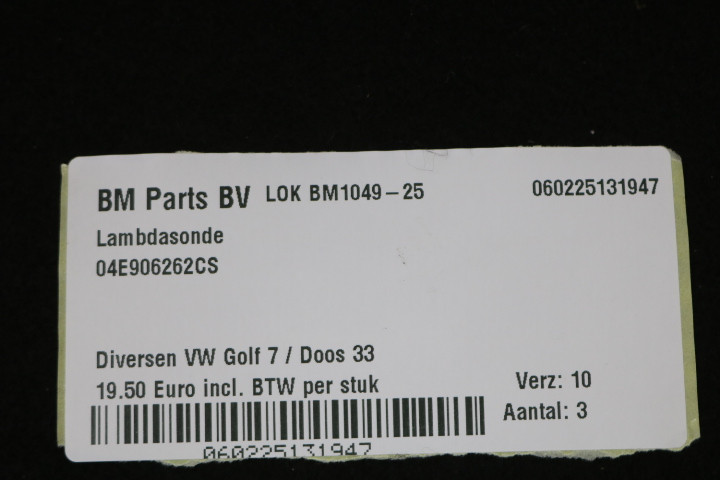 BM Parts BV LOK BM1049-25 060225131947
Lambdasonde
04E906262CS
Diversen VW Golf 7 / Doos 33
19.50 Euro incl. BTW per stuk Verz: 10
Aantal: 3
060225131947